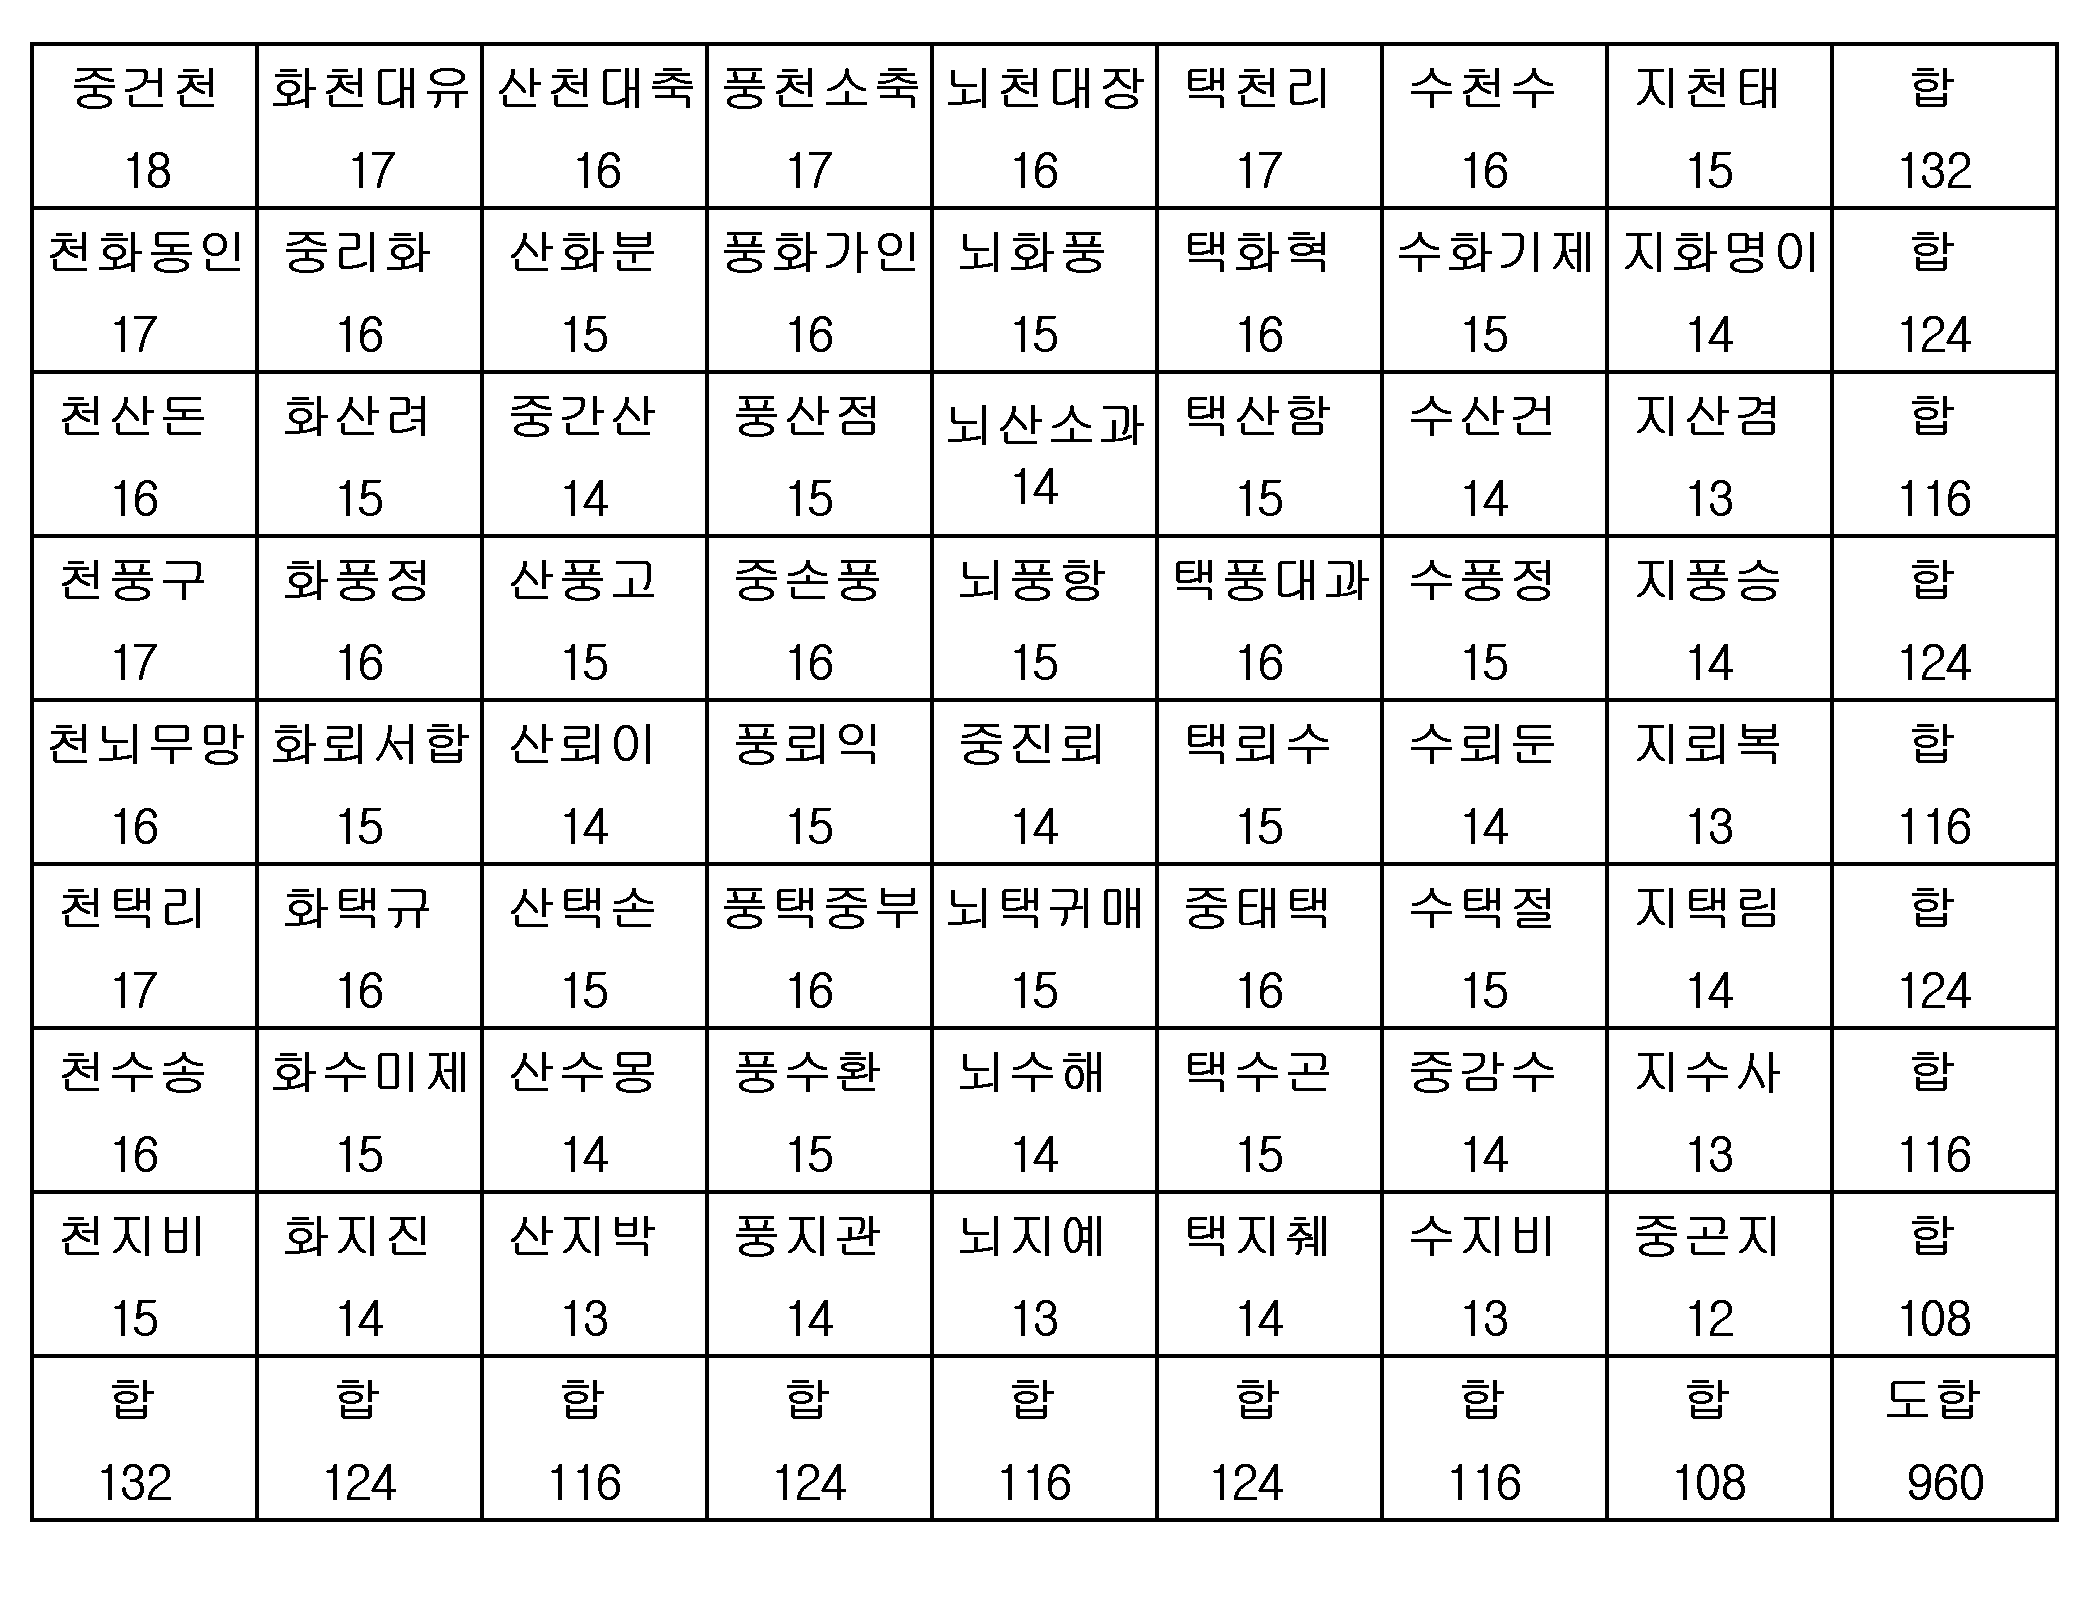 중건천 화천대유 산천대축 풍천소축 뇌천대장 택천리 수천수 지천태 합
18 17 16 17 16 17 16 15 132
천화동인 중리화 산화분 풍화가인 뇌화풍 택화혁 수화기제 지화명이 합
17 16 15 16 15 16 15 14 124
천산돈 화산려 중간산 풍산점 뇌산소과 택산함 수산건 지산겸 합
16 15 14 15 14 15 14 13 116
천풍구 화풍정 산풍고 중손풍 뇌풍항 택풍대과 수풍정 지풍승 합
17 16 15 16 15 16 15 14 124
천뇌무망 화뢰서합 산뢰이 풍뢰익 중진뢰 택뢰수 수뢰둔 지뢰복 합
16 15 14 15 14 15 14 13 116
천택리 화택규 산택손 풍택중부 뇌택귀매 중태택 수택절 지택림 합
17 16 15 16 15 16 15 14 124
천수송 화수미제 산수몽 풍수환 뇌수해 택수곤 중감수 지수사 합
16 15 14 15 14 15 14 13 116
천지비 화지진 산지박 풍지관 뇌지예 택지췌 수지비 중곤지 합
15 14 13 14 13 14 13 12 108
합 합 합 합 합 합 합 합 도합
132 124 116 124 116 124 116 108 960